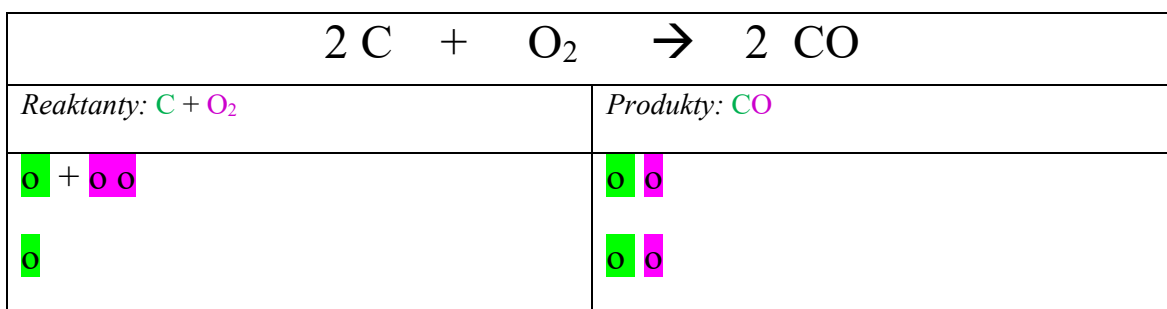 2 C + O₂ → 2 CO
Reaktanty: C + O₂
Produkty: CO
o + o o
o o
o
o o